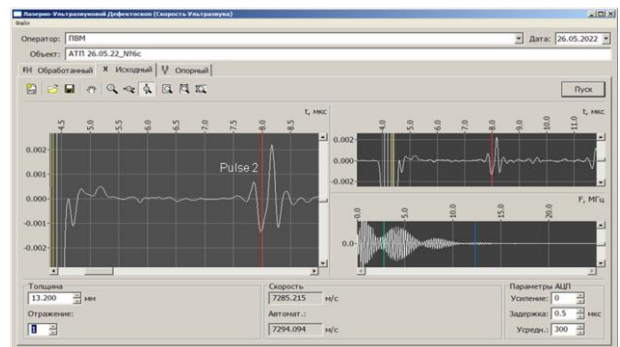 Лазерно-Ультразвуковой Дефектоскоп (Скорость Ультразвука)
Файл
Оператор: ПВМ Дата: 26.05.2022
Объект: АТП 26.05.22_№6с
Обработанный Исходный Опорный
Пуск
t, мкс
4.5 5.0 5.5 6.0 6.5 7.0 7.5 8.0 8.5
0.002
0.001
0.000
-0.001
-0.002
Pulse 2
t, мкс
4.0 5.0 6.0 7.0 8.0 9.0 10.0 11.0
0.002
0.000
-0.002
F, МГц
0.0 5.0 10.0 15.0 20.0
0.0
Толщина
13.200 мм
Отражение:
1
Скорость
7285.215 м/с
Автомат.:
7294.094 м/с
Параметры АЦП
Усиление: 0
Задержка: 0.5 мкс
Усредн.: 300